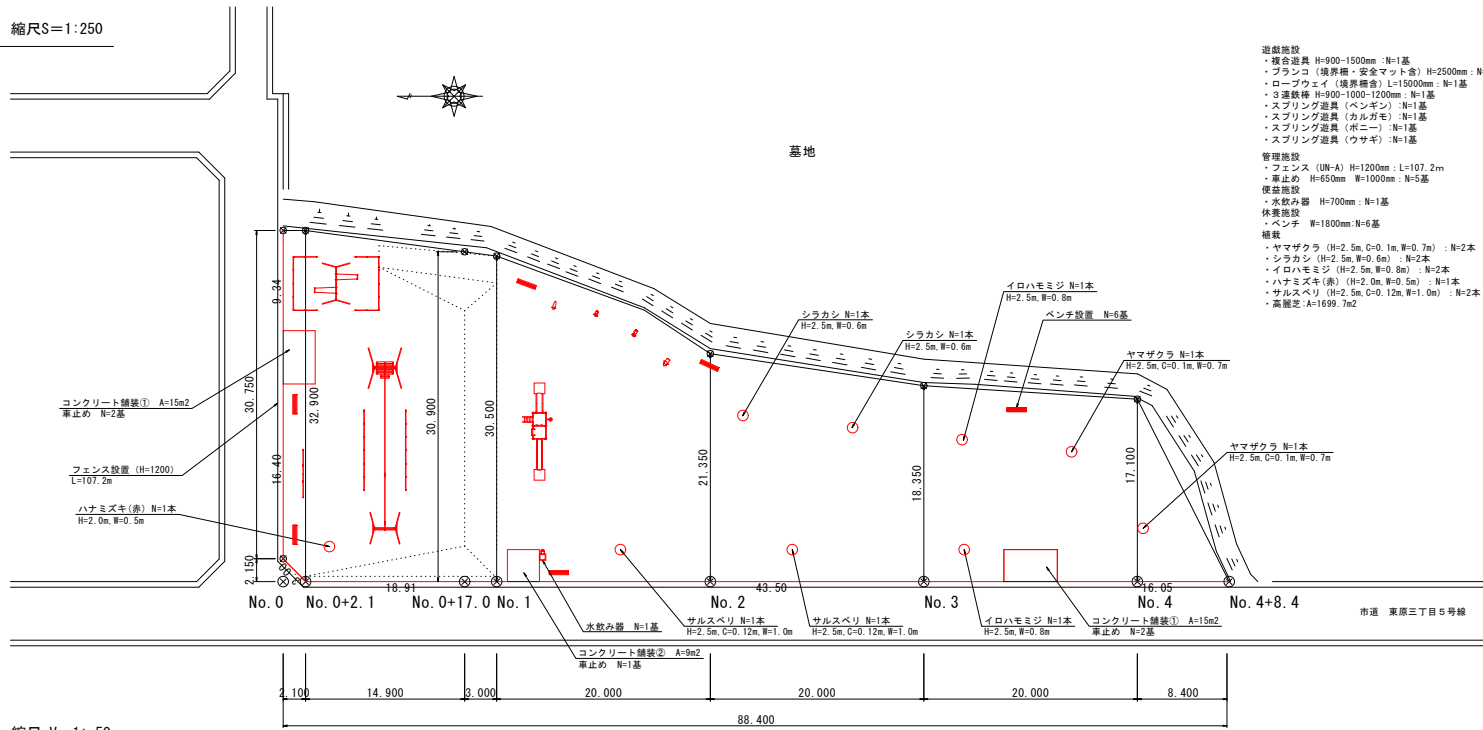 縮尺S=1:250
墓地
遊戯施設
・複合遊具 H=900-1500mm :N=1基
・ブランコ（境界柵・安全マット含）H=2500mm : N=
・ロープウェイ（境界柵含）L=15000mm : N=1基
・３連鉄棒 H=900-1000-1200mm : N=1基
・スプリング遊具（ペンギン）:N=1基
・スプリング遊具（カルガモ）:N=1基
・スプリング遊具（ポニー）:N=1基
・スプリング遊具（ウサギ）:N=1基
管理施設
・フェンス（UN-A）H=1200mm : L=107.2m
・車止め H=650mm W=1000mm : N=5基
便益施設
・水飲み器 H=700mm : N=1基
休養施設
・ベンチ W=1800mm:N=6基
植栽
・ヤマザクラ（H=2.5m,C=0.1m,W=0.7m）: N=2本
・シラカシ（H=2.5m,W=0.6m）: N=2本
・イロハモミジ（H=2.5m,W=0.8m）: N=2本
・ハナミズキ(赤)（H=2.0m,W=0.5m）: N=1本
・サルスベリ（H=2.5m,C=0.12m,W=1.0m）: N=2本
・高麗芝:A=1699.7m2
イロハモミジ N=1本
H=2.5m,W=0.8m
シラカシ N=1本
H=2.5m,W=0.6m
ベンチ設置 N=6基
シラカシ N=1本
H=2.5m,W=0.6m
ヤマザクラ N=1本
H=2.5m,C=0.1m,W=0.7m
ヤマザクラ N=1本
H=2.5m,C=0.1m,W=0.7m
コンクリート舗装① A=15m2
車止め N=2基
フェンス設置（H=1200）
L=107.2m
ハナミズキ(赤) N=1本
H=2.0m,W=0.5m
9.34
30.750
16.40
2.150
32.900
30.900
30.500
21.350
18.350
17.100
18.91
43.50
16.05
No.0
No.0+2.1
No.0+17.0
No.1
No.2
No.3
No.4
No.4+8.4
市道 東原三丁目５号線
水飲み器 N=1基
サルスベリ N=1本
H=2.5m,C=0.12m,W=1.0m
サルスベリ N=1本
H=2.5m,C=0.12m,W=1.0m
イロハモミジ N=1本
H=2.5m,W=0.8m
コンクリート舗装① A=15m2
車止め N=2基
コンクリート舗装② A=9m2
車止め N=1基
2.100
14.900
3.000
20.000
20.000
20.000
8.400
88.400